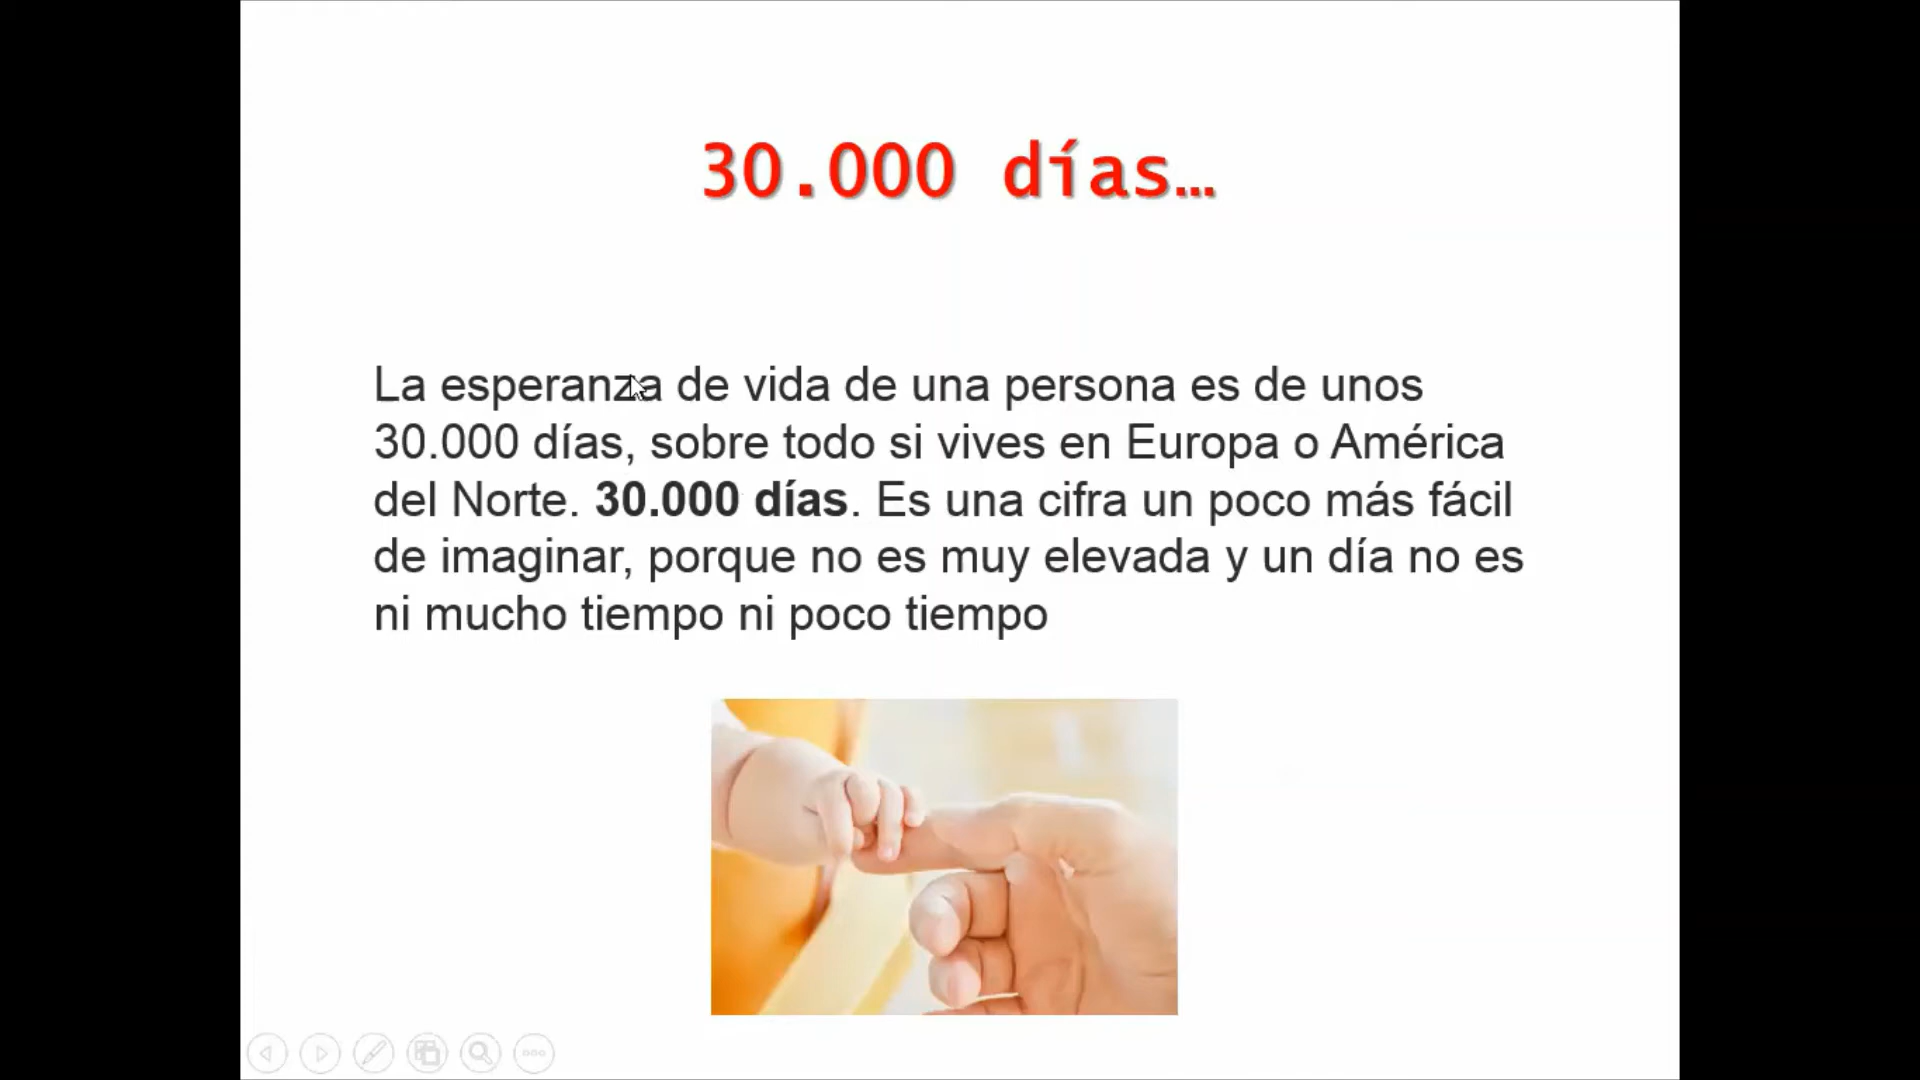 30.000 días…
La esperanza de vida de una persona es de unos
30.000 días, sobre todo si vives en Europa o América
del Norte. 30.000 días. Es una cifra un poco más fácil
de imaginar, porque no es muy elevada y un día no es
ni mucho tiempo ni poco tiempo